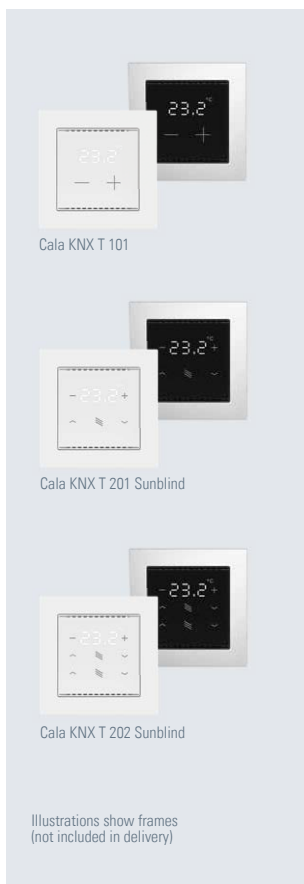 23.2°C
23.2
Cala KNX T 101
-23.2°C+
-23.2+
Cala KNX T 201 Sunblind
-23.2°C+
-23.2+
Cala KNX T 202 Sunblind
Illustrations show frames
(not included in delivery)